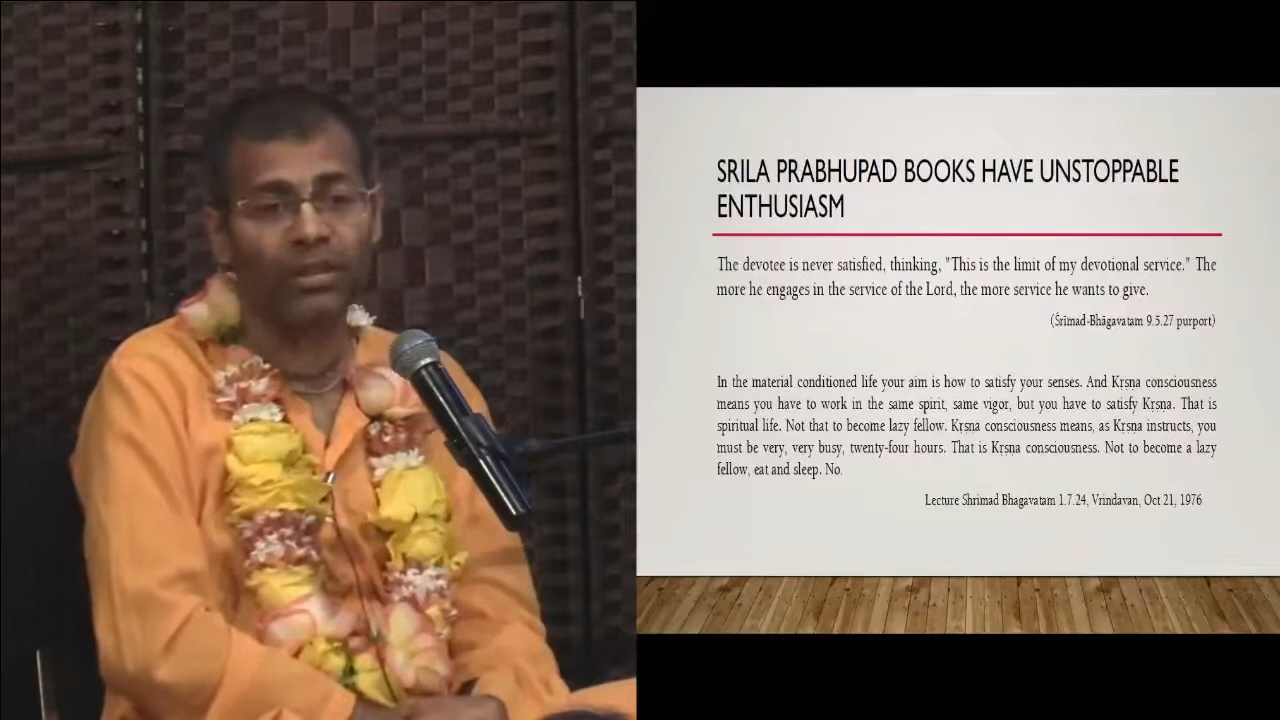 SRILA PRABHUPAD BOOKS HAVE UNSTOPPABLE
ENTHUSIASM
The devotee is never satisfied, thinking, "This is the limit of my devotional service." The
more he engages in the service of the Lord, the more service he wants to give.
(Śrīmad-Bhāgavatam 9.5.27 purport)
In the material conditioned life your aim is how to satisfy your senses. And Kṛṣṇa consciousness
means you have to work in the same spirit, same vigor, but you have to satisfy Kṛṣṇa. That is
spiritual life. Not that to become lazy fellow. Kṛṣṇa consciousness means, as Kṛṣṇa instructs, you
must be very, very busy, twenty-four hours. That is Kṛṣṇa consciousness. Not to become a lazy
fellow, eat and sleep. No.
Lecture Shrimad Bhagavatam 1.7.24, Vrindavan, Oct 21, 1976